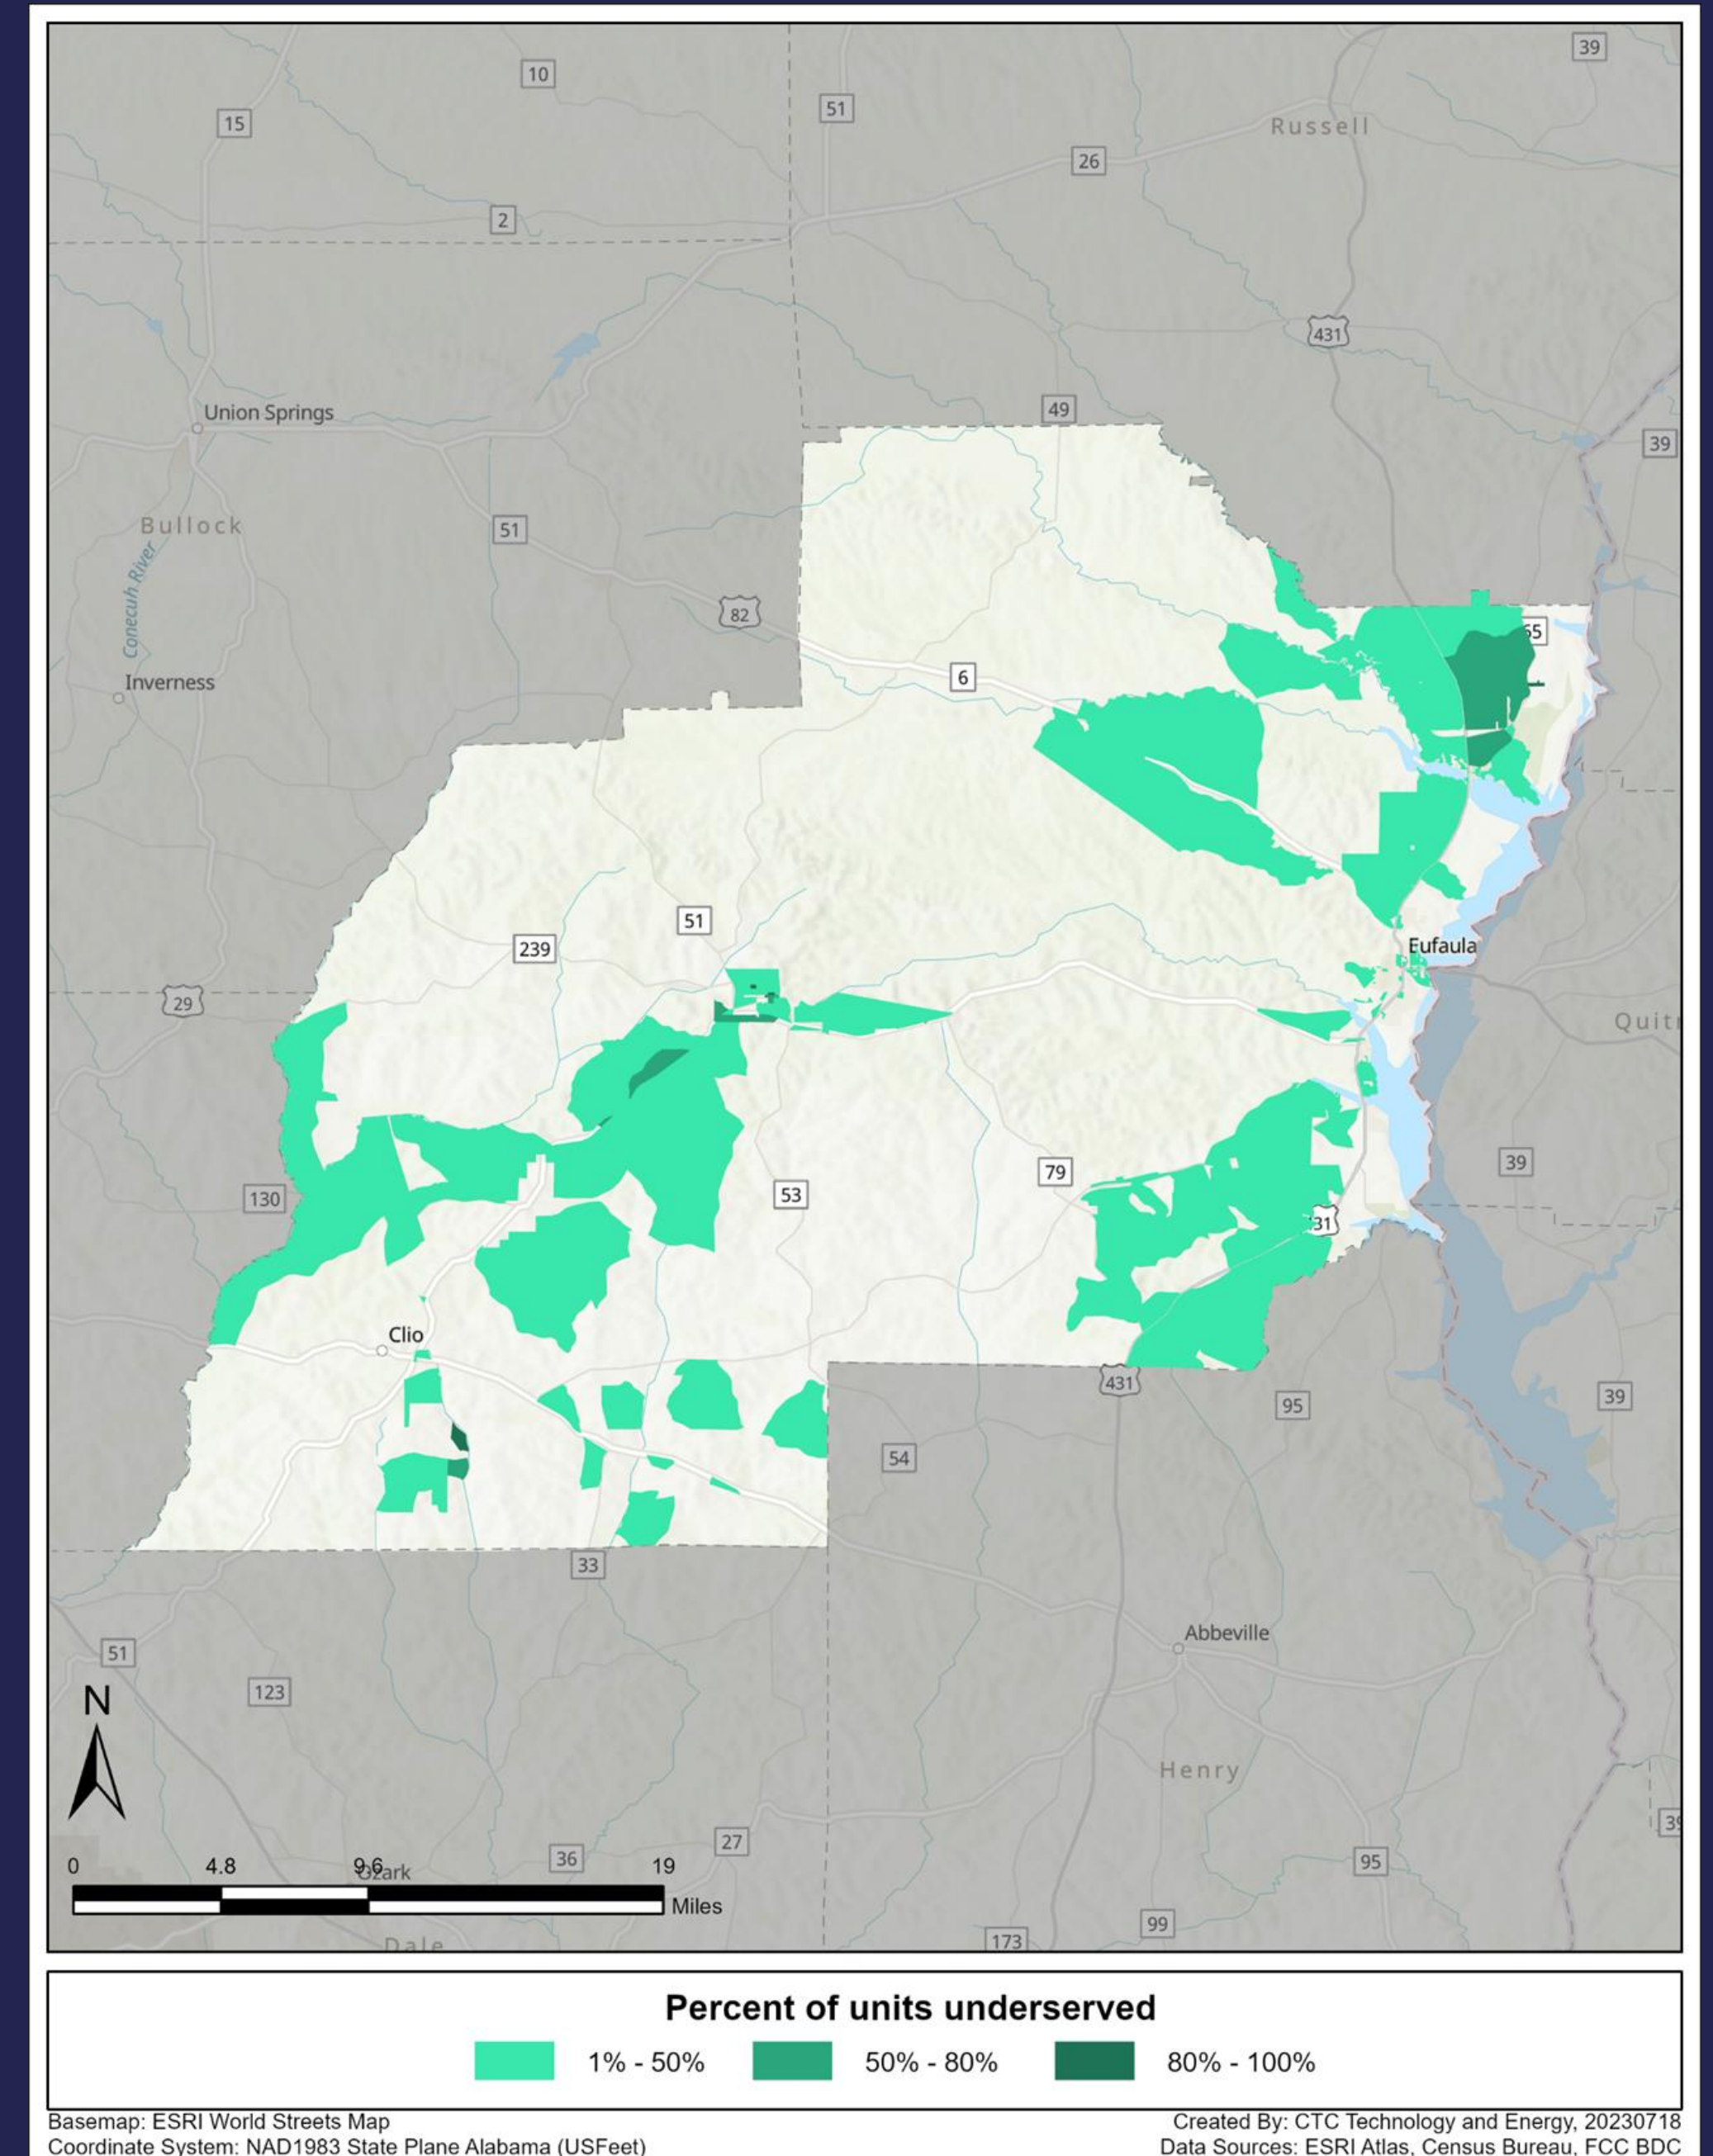 39
10
51
15
Russell
26
2
431
Union Springs
49
39
Bullock
51
Conecuh River
82
65
6
Inverness
51
239
Eufaula
29
Quit
39
79
130
53
31
Clio
431
39
95
54
33
Abbeville
51
123
N
Henry
39
27
0 4.8 9.6 19
Ozark
36
95
Miles
99
173
Dale
Percent of units underserved
1% - 50% 50% - 80% 80% - 100%
Basemap: ESRI World Streets Map
Created By: CTC Technology and Energy, 20230718
Coordinate System: NAD1983 State Plane Alabama (USFeet)
Data Sources: ESRI Atlas, Census Bureau, FCC BDC